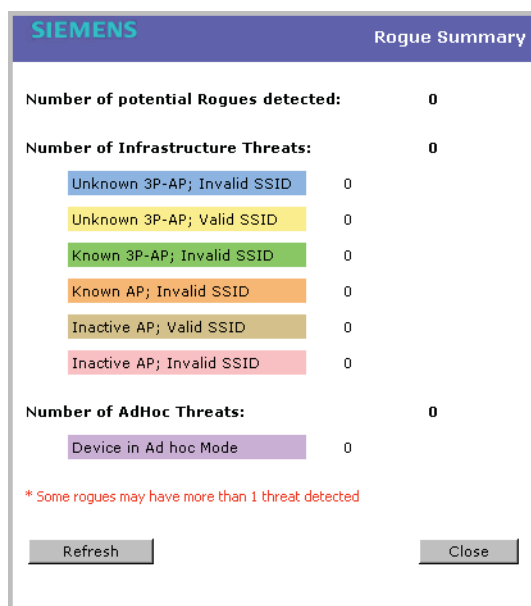 SIEMENS
Rogue Summary
Number of potential Rogues detected: 0
Number of Infrastructure Threats: 0
Unknown 3P-AP; Invalid SSID 0
Unknown 3P-AP; Valid SSID 0
Known 3P-AP; Invalid SSID 0
Known AP; Invalid SSID 0
Inactive AP; Valid SSID 0
Inactive AP; Invalid SSID 0
Number of AdHoc Threats: 0
Device in Ad hoc Mode 0
* Some rogues may have more than 1 threat detected
Refresh Close